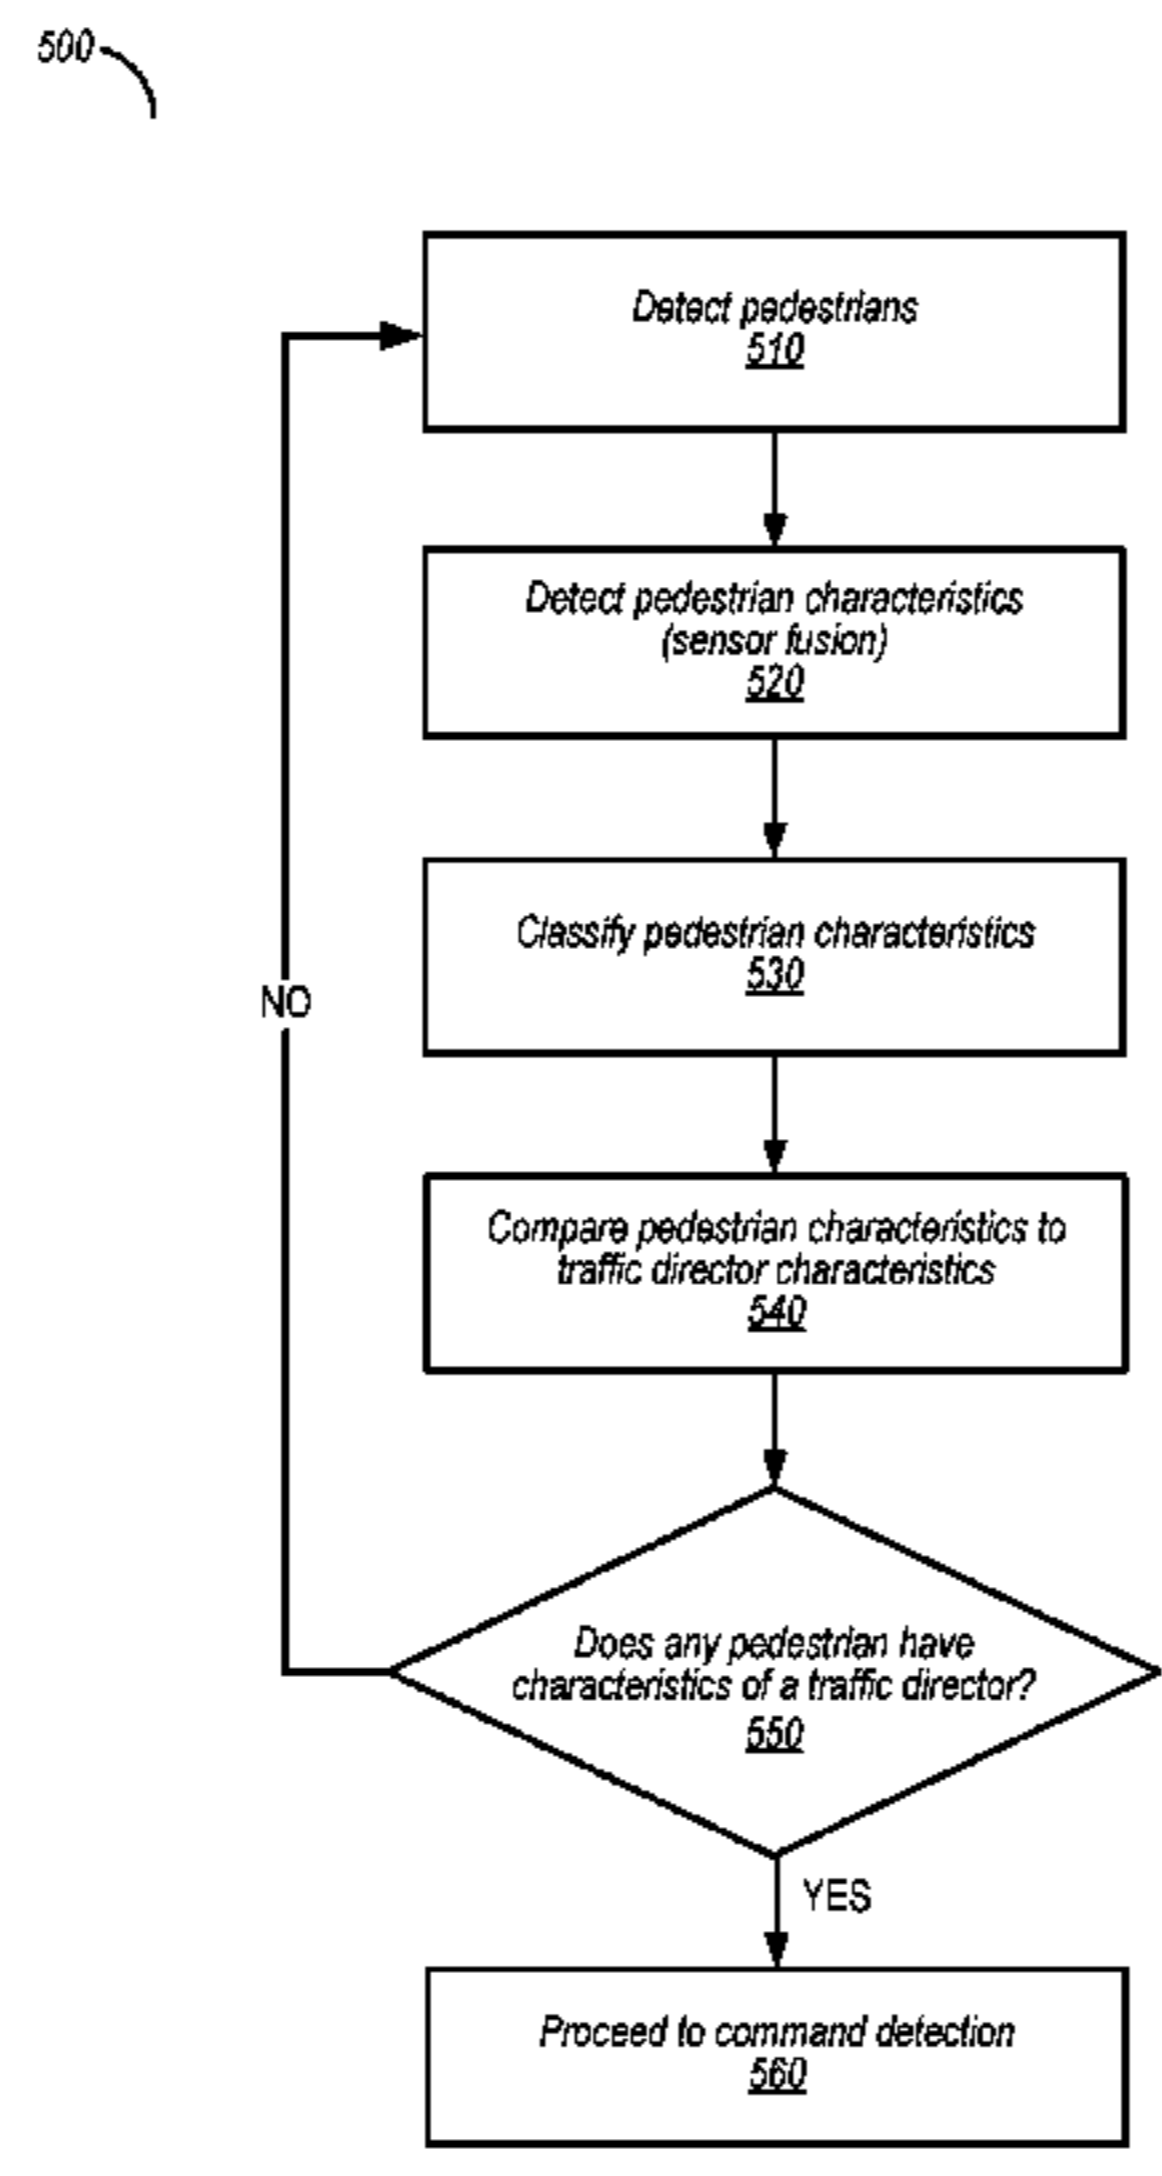 500
Detect pedestrians
510
Detect pedestrian characteristics
(sensor fusion)
520
Classify pedestrian characteristics
530
NO
Compare pedestrian characteristics to
traffic director characteristics
540
Does any pedestrian have
characteristics of a traffic director?
550
YES
Proceed to command detection
560